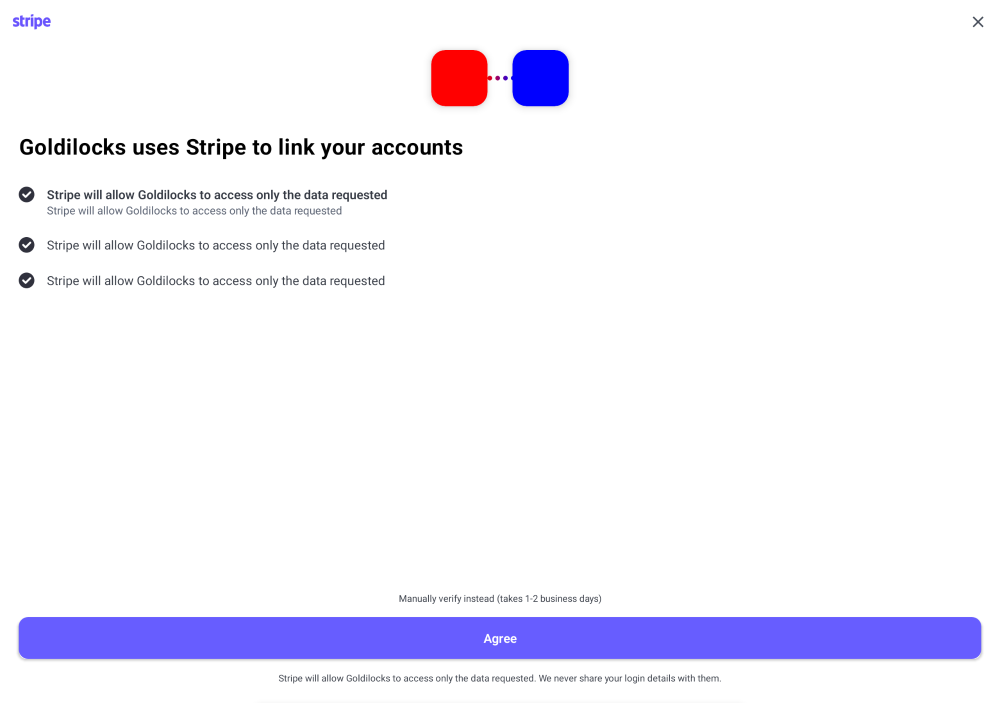 stripe
Goldilocks uses Stripe to link your accounts
Stripe will allow Goldilocks to access only the data requested
Stripe will allow Goldilocks to access only the data requested
Stripe will allow Goldilocks to access only the data requested
Stripe will allow Goldilocks to access only the data requested
Manually verify instead (takes 1-2 business days)
Agree
Stripe will allow Goldilocks to access only the data requested. We never share your login details with them.